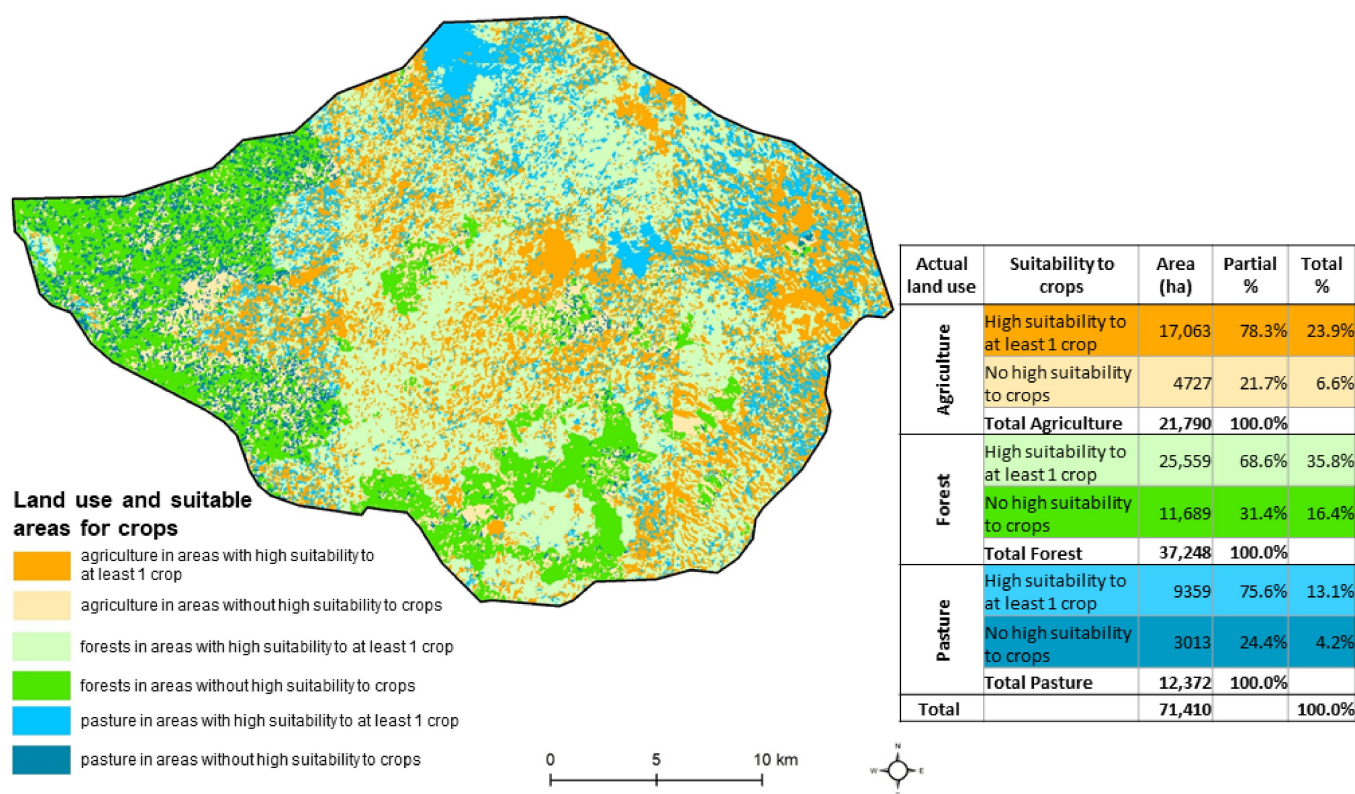 Actual land use
Suitability to crops
Area (ha)
Partial %
Total %
Agriculture
High suitability to at least 1 crop
17,063
78.3%
23.9%
No high suitability to crops
4727
21.7%
6.6%
Total Agriculture
21,790
100.0%
Forest
High suitability to at least 1 crop
25,559
68.6%
35.8%
No high suitability to crops
11,689
31.4%
16.4%
Total Forest
37,248
100.0%
Pasture
High suitability to at least 1 crop
9359
75.6%
13.1%
No high suitability to crops
3013
24.4%
4.2%
Total Pasture
12,372
100.0%
Total
71,410
100.0%
Land use and suitable
areas for crops
agriculture in areas with high suitability to
at least 1 crop
agriculture in areas without high suitability to crops
forests in areas with high suitability to at least 1 crop
forests in areas without high suitability to crops
pasture in areas with high suitability to at least 1 crop
pasture in areas without high suitability to crops
0 5 10 km
N
W E